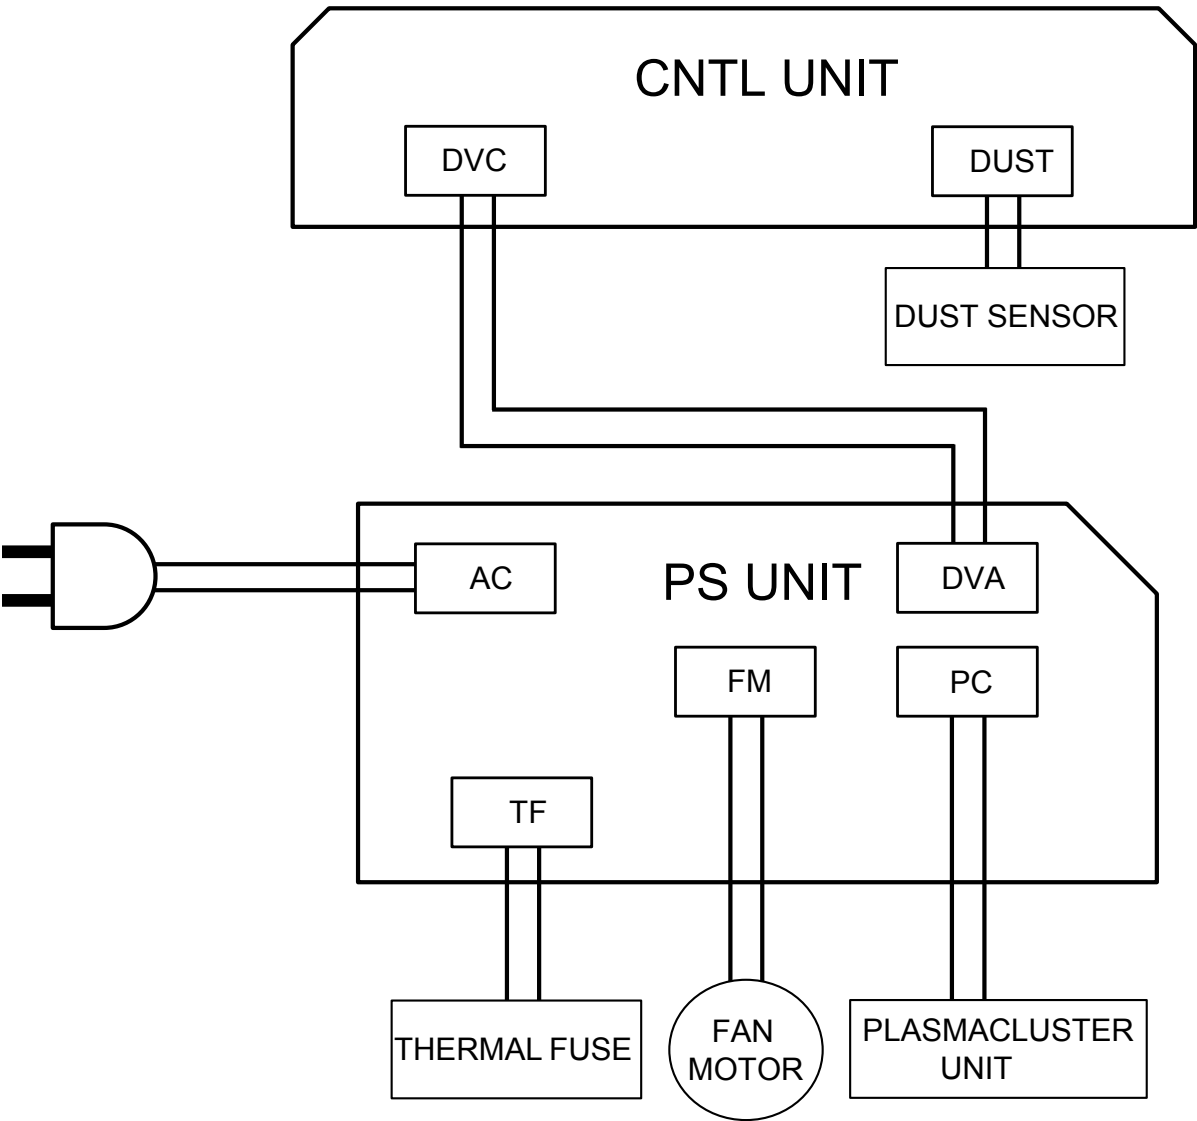 CNTL UNIT
DVC
DUST
DUST SENSOR
AC
PS UNIT
DVA
FM
PC
TF
THERMAL FUSE
FAN
MOTOR
PLASMACLUSTER
UNIT